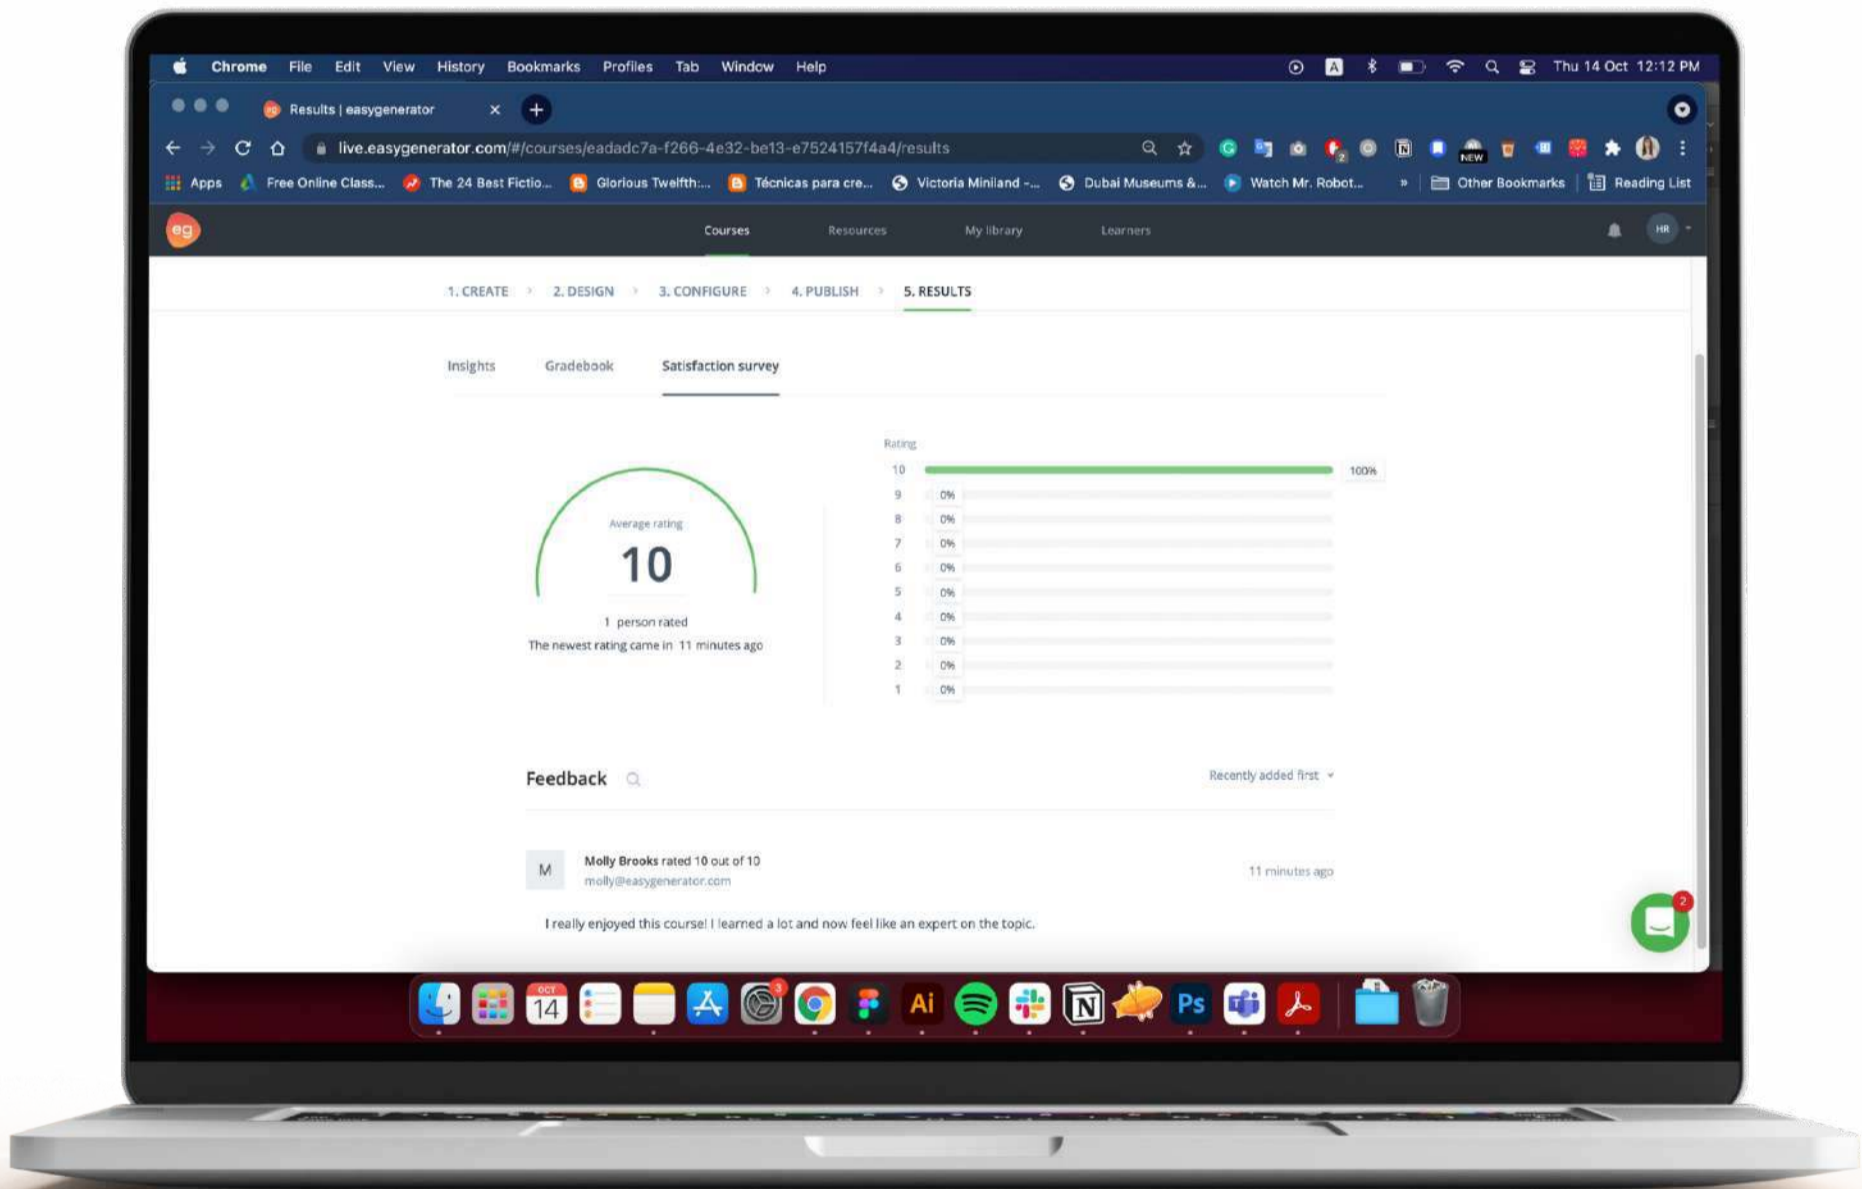 Chrome File Edit View History Bookmarks Profiles Tab Window Help
A
Thu 14 Oct 12:12 PM
eg Results | easygenerator
live.easygenerator.com/#/courses/eadadc7a-f266-4e32-be13-e7524157f4a4/results
2
NEW
Apps Free Online Class... The 24 Best Fictio... Glorious Twelfth:... Técnicas para cre... Victoria Miniland -... Dubai Museums &... Watch Mr. Robot... » Other Bookmarks Reading List
eg Courses Resources My library Learners HR
1. CREATE > 2. DESIGN > 3. CONFIGURE > 4. PUBLISH > 5. RESULTS
Insights Gradebook Satisfaction survey
Average rating
10
1 person rated
The newest rating came in 11 minutes ago
Rating
10 100%
9 0%
8 0%
7 0%
6 0%
5 0%
4 0%
3 0%
2 0%
1 0%
Feedback
Recently added first
M
Molly Brooks rated 10 out of 10
molly@easygenerator.com
11 minutes ago
I really enjoyed this course! I learned a lot and now feel like an expert on the topic.
2
OCT
14
3
Ai
N
Ps